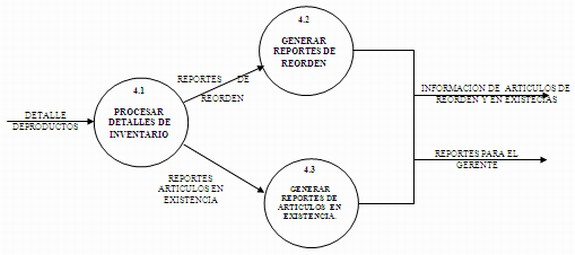 DETALLE
DEPRODUCTOS
4.1
PROCESAR
DETALLES DE
INVENTARIO
REPORTES DE
REORDEN
4.2
GENERAR
REPORTES DE
REORDEN
REPORTES
ARTICULOS EN
EXISTENCIA
4.3
GENERAR
REPORTES DE
ARTICULOS EN
EXISTENCIA.
INFORMACION DE ARTICULOS DE
REORDEN Y EN EXISTECIAS
REPORTES PARA EL
GERENTE